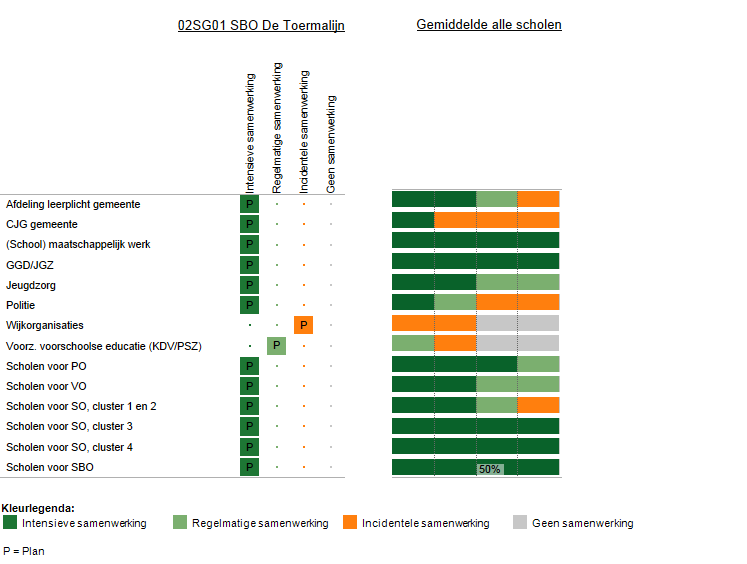 02SG01 SBO De Toermalijn
Gemiddelde alle scholen
Intensieve samenwerking
Regelmatige samenwerking
Incidentele samenwerking
Geen samenwerking
Afdeling leerplicht gemeente P
CJG gemeente P
(School) maatschappelijk werk P
GGD/JGZ P
Jeugdzorg P
Politie P
Wijkorganisaties P
Voorz. voorschoolse educatie (KDV/PSZ) P
Scholen voor PO P
Scholen voor VO P
Scholen voor SO, cluster 1 en 2 P
Scholen voor SO, cluster 3 P
Scholen voor SO, cluster 4 P
Scholen voor SBO P 50%
Kleurlegenda:
Intensieve samenwerking Regelmatige samenwerking Incidentele samenwerking Geen samenwerking
P = Plan